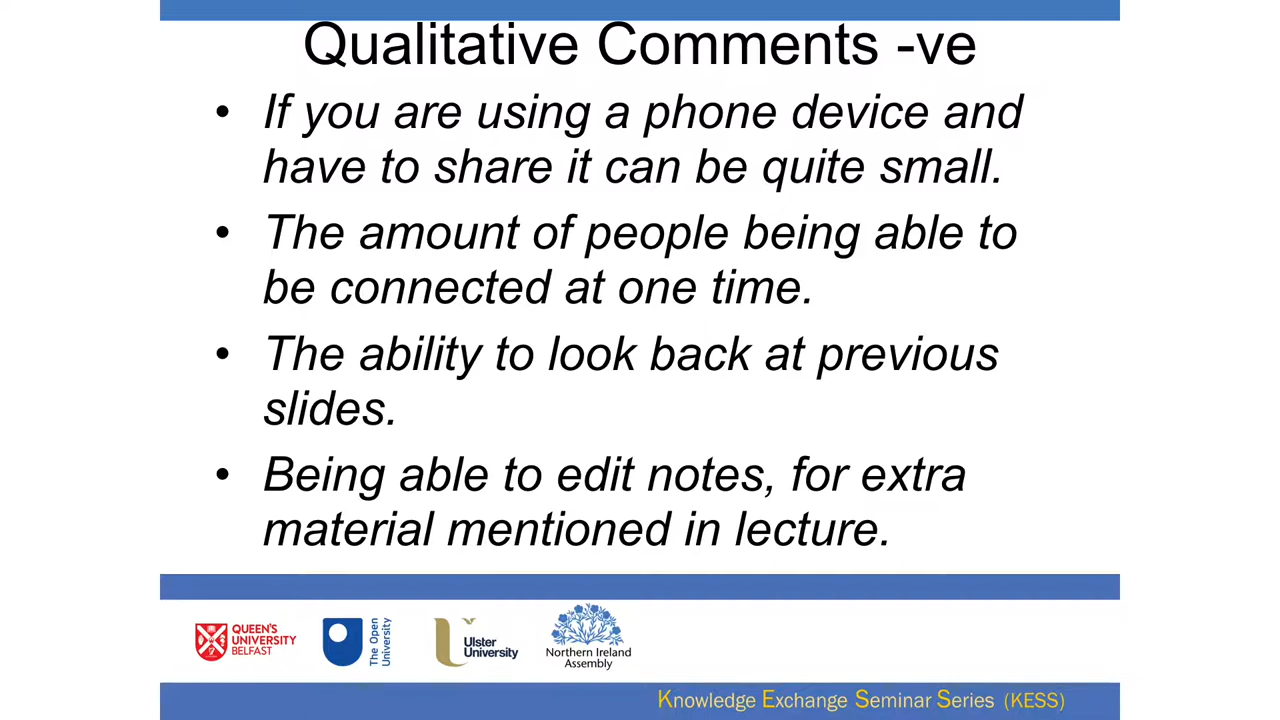 Qualitative Comments -ve
• If you are using a phone device and
have to share it can be quite small.
• The amount of people being able to
be connected at one time.
• The ability to look back at previous
slides.
• Being able to edit notes, for extra
material mentioned in lecture.
QUEEN'S
UNIVERSITY
BELFAST
The Open
University
Ulster
University
Northern Ireland
Assembly
Knowledge Exchange Seminar Series (KESS)